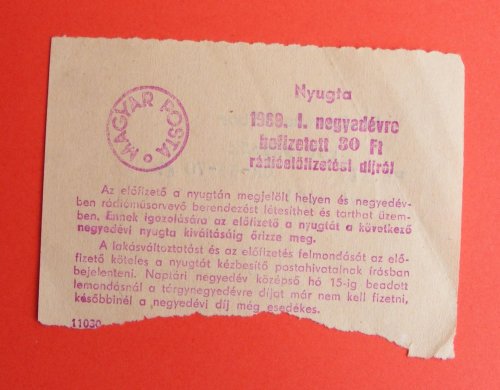 MAGYAR POSTA
Nyugta
1969. I. negyedévre
befizetett 30 Ft
rádióelőfizetési díjról
Az előfizető a nyugtán megjelölt helyen és negyedév-
ben rádióműsorvevő berendezést létesíthet és tarthat üzem-
ben. Ennek igazolására az előfizető a nyugtát a következő
negyedévi nyugta kiváltásáig őrizze meg.
A lakásváltoztatást és az előfizetés felmondását az elő-
fizető köteles a nyugtát kézbesítő postahivatalnak írásban
bejelenteni. Naptári negyedév középső hó 15-ig beadott
lemondásnál a tárgynegyedévre díjat már nem kell fizetni,
későbbinél a negyedévi díj még esedékes.